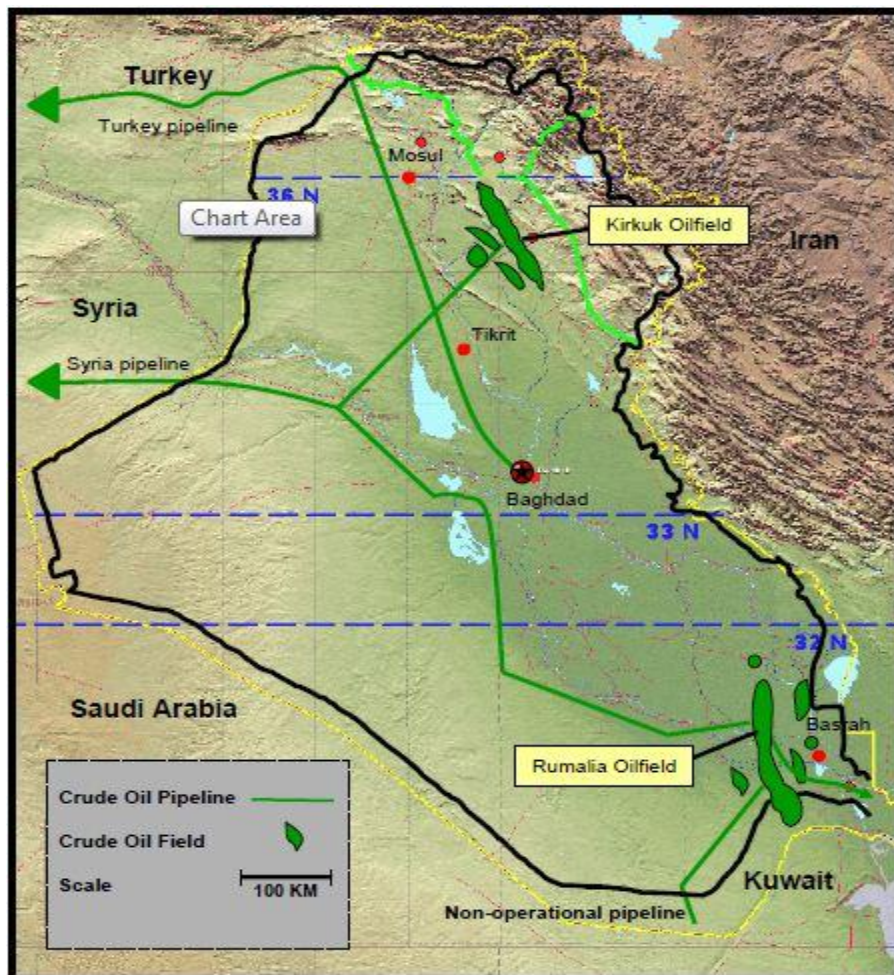 Turkey
Turkey pipeline
Mosul
36 N
Chart Area
Kirkuk Oilfield
Iran
Syria
Tikrit
Syria pipeline
Baghdad
33 N
32 N
Saudi Arabia
Basrah
Rumalia Oilfield
Crude Oil Pipeline
Crude Oil Field
Scale
100 KM
Kuwait
Non-operational pipeline